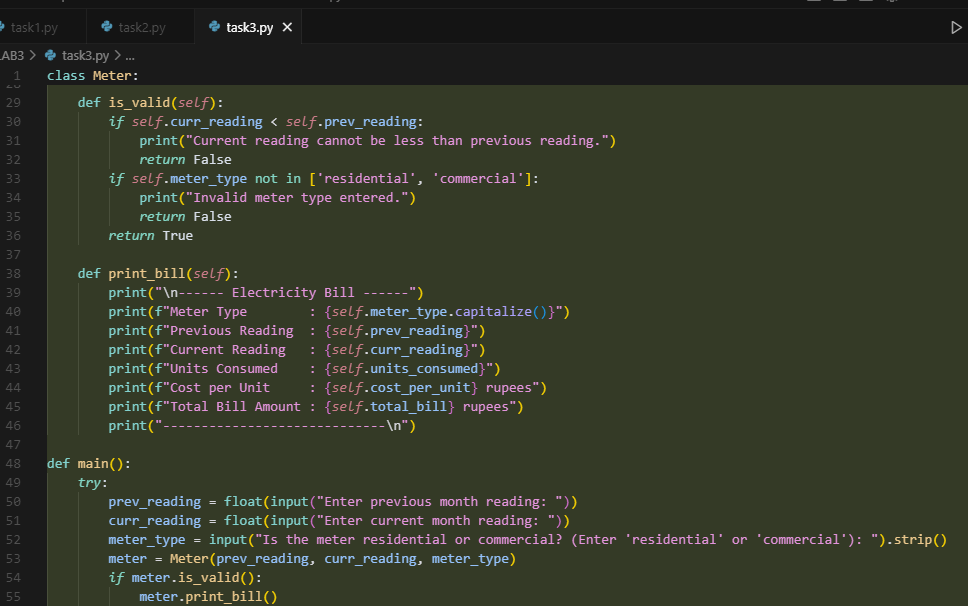 task1.py task2.py task3.py
LAB3 > task3.py > ...
1 class Meter:
29 def is_valid(self):
30 if self.curr_reading < self.prev_reading:
31 print("Current reading cannot be less than previous reading.")
32 return False
33 if self.meter_type not in ['residential', 'commercial']:
34 print("Invalid meter type entered.")
35 return False
36 return True
37
38 def print_bill(self):
39 print("\n------ Electricity Bill ------")
40 print(f"Meter Type        : {self.meter_type.capitalize()}")
41 print(f"Previous Reading  : {self.prev_reading}")
42 print(f"Current Reading   : {self.curr_reading}")
43 print(f"Units Consumed    : {self.units_consumed}")
44 print(f"Cost per Unit     : {self.cost_per_unit} rupees")
45 print(f"Total Bill Amount : {self.total_bill} rupees")
46 print("-----------------------------\n")
47
48 def main():
49 try:
50 prev_reading = float(input("Enter previous month reading: "))
51 curr_reading = float(input("Enter current month reading: "))
52 meter_type = input("Is the meter residential or commercial? (Enter 'residential' or 'commercial'): ").strip()
53 meter = Meter(prev_reading, curr_reading, meter_type)
54 if meter.is_valid():
55 meter.print_bill()